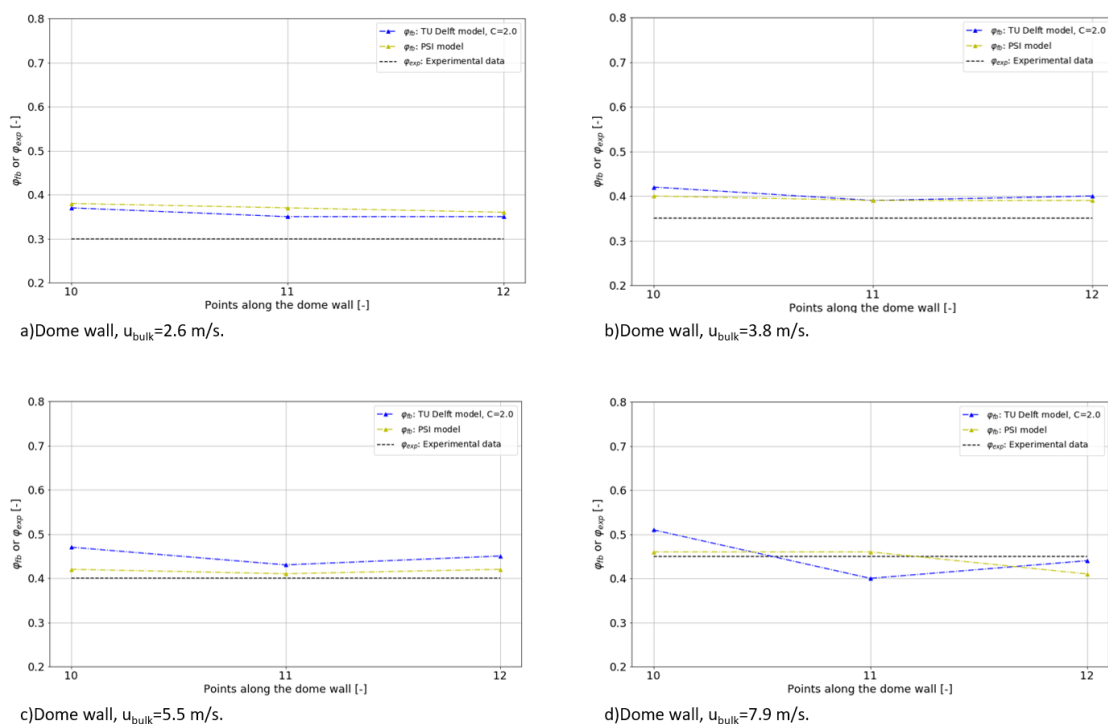 0.8
0.7
0.6
0.5
0.4
0.3
0.2
φfb or φexp [-]
φfb: TU Delft model, C=2.0
φfb: PSI model
φexp: Experimental data
10 11 12
Points along the dome wall [-]
a)Dome wall, ubulk=2.6 m/s.
0.8
0.7
0.6
0.5
0.4
0.3
0.2
φfb or φexp [-]
φfb: TU Delft model, C=2.0
φfb: PSI model
φexp: Experimental data
10 11 12
Points along the dome wall [-]
b)Dome wall, ubulk=3.8 m/s.
0.8
0.7
0.6
0.5
0.4
0.3
0.2
φfb or φexp [-]
φfb: TU Delft model, C=2.0
φfb: PSI model
φexp: Experimental data
10 11 12
Points along the dome wall [-]
c)Dome wall, ubulk=5.5 m/s.
0.8
0.7
0.6
0.5
0.4
0.3
0.2
φfb or φexp [-]
φfb: TU Delft model, C=2.0
φfb: PSI model
φexp: Experimental data
10 11 12
Points along the dome wall [-]
d)Dome wall, ubulk=7.9 m/s.